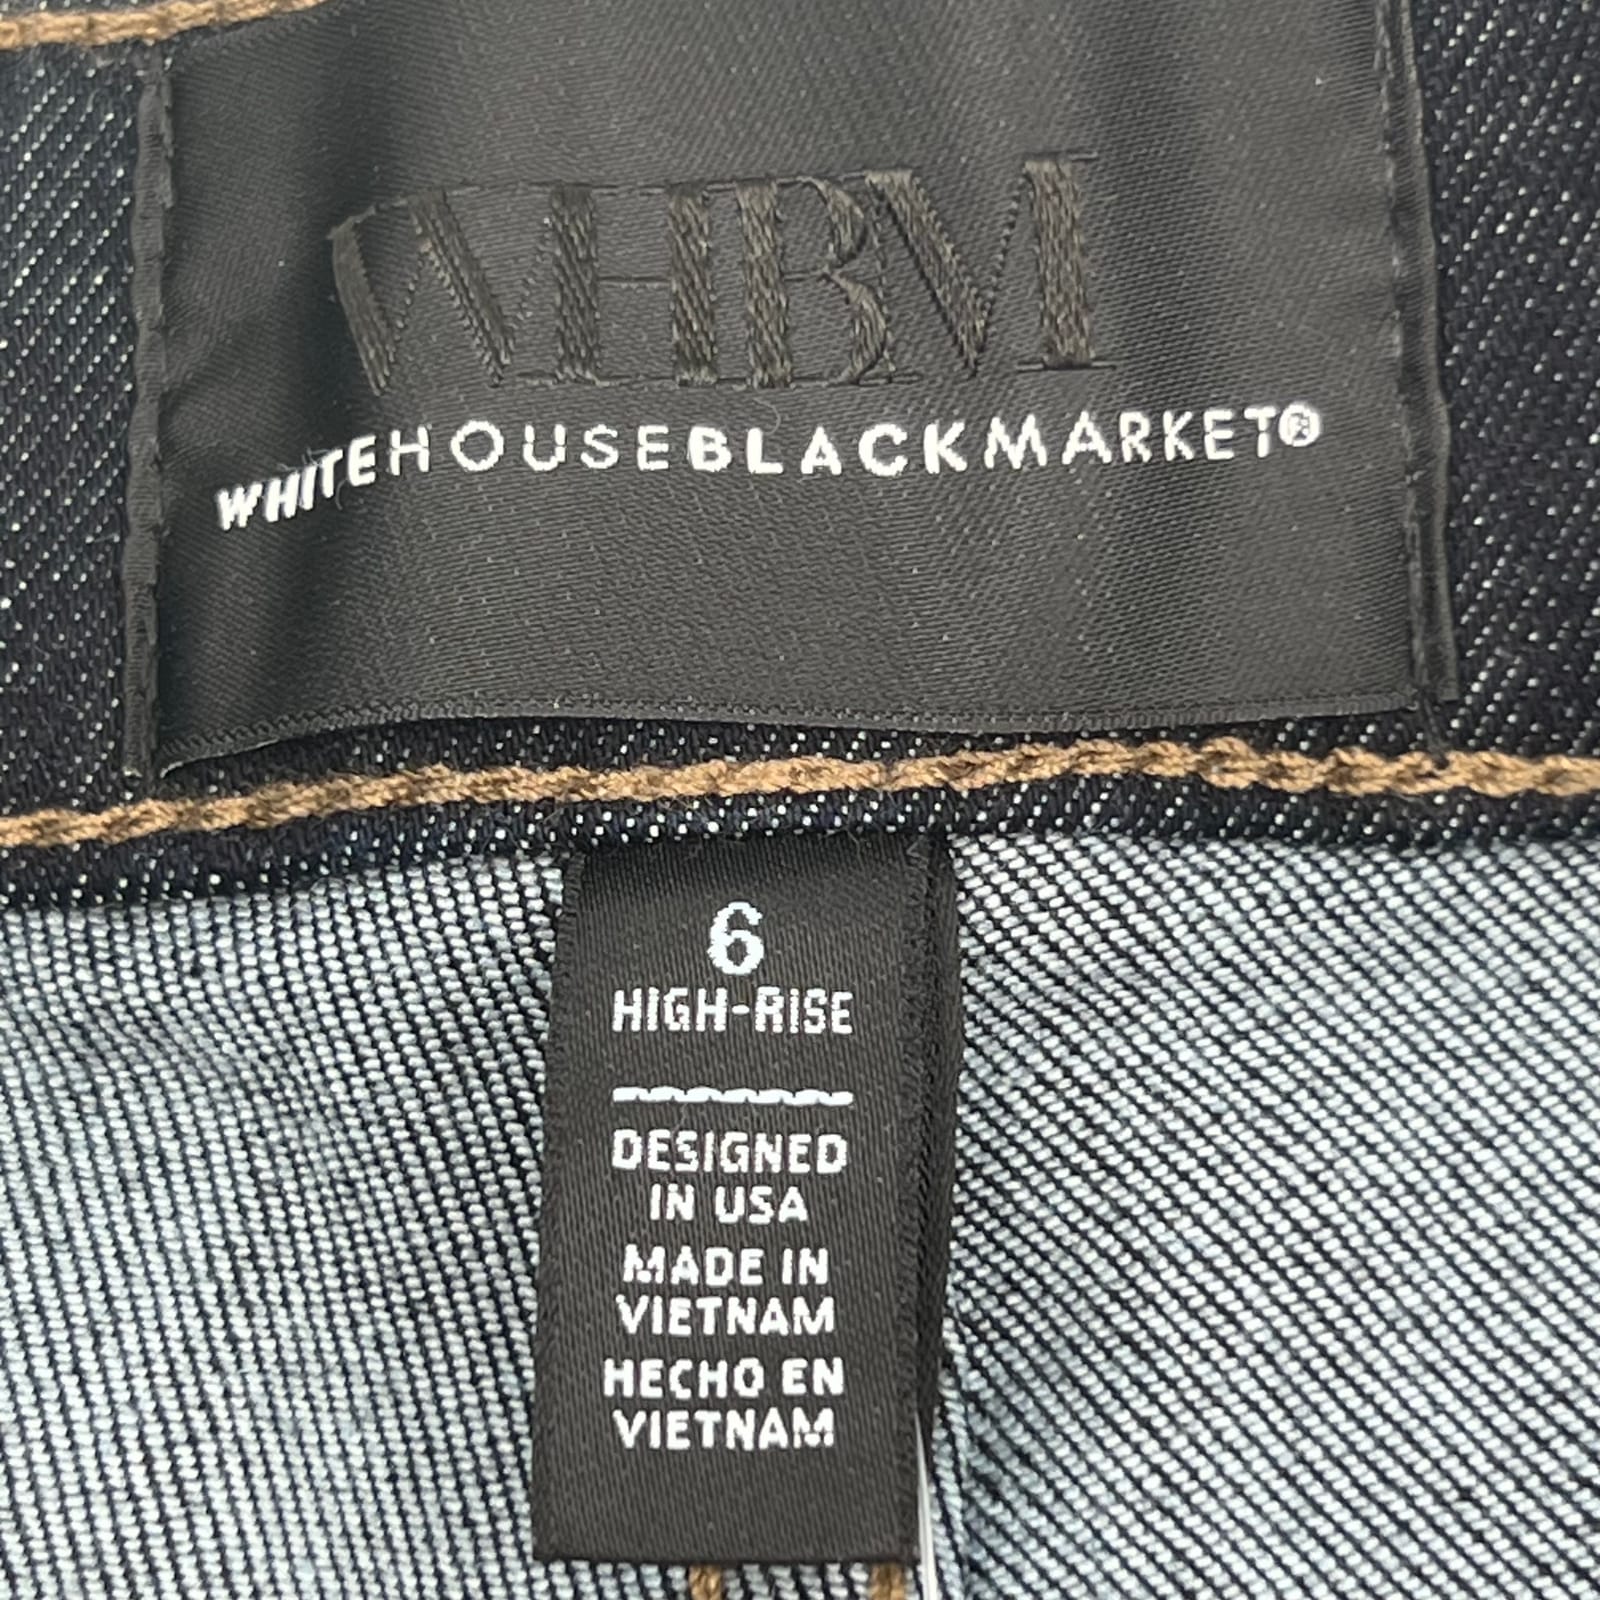 WHBM
WHITEHOUSEBLACKMARKET®
6
HIGH-RISE
DESIGNED
IN USA
MADE IN
VIETNAM
HECHO EN
VIETNAM